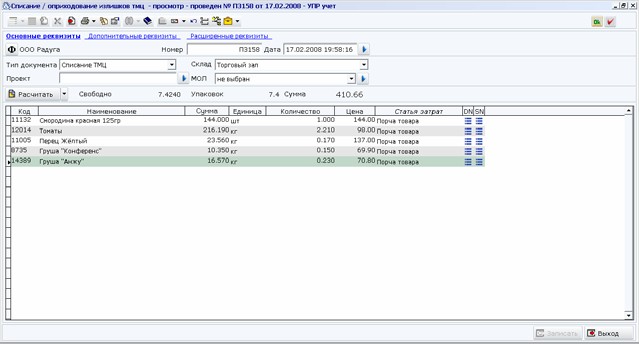 Списание / оприходование излишков тмц - просмотр - проведен № П3158 от 17.02.2008 - УПР учет
Основные реквизиты Дополнительные реквизиты Расширенные реквизиты
Ф ООО Радуга Номер П3158 Дата 17.02.2008 19:58:16
Тип документа Списание ТМЦ Склад Торговый зал
Проект МОЛ не выбран
Расчитать Свободно 7.4240 Упаковок 7.4 Сумма 410.66
Код Наименование Сумма Единица Количество Цена Статья затрат DN SN
11132 Смородина красная 125гр 144.000 шт 1.000 144.00 Порча товара
12014 Томаты 216.190 кг 2.210 98.00 Порча товара
11005 Перец Жёлтый 23.560 кг 0.170 137.00 Порча товара
8735 Груша "Конференс" 10.350 кг 0.150 69.90 Порча товара
14389 Груша "Анжу" 16.570 кг 0.230 70.80 Порча товара
Записать Выход